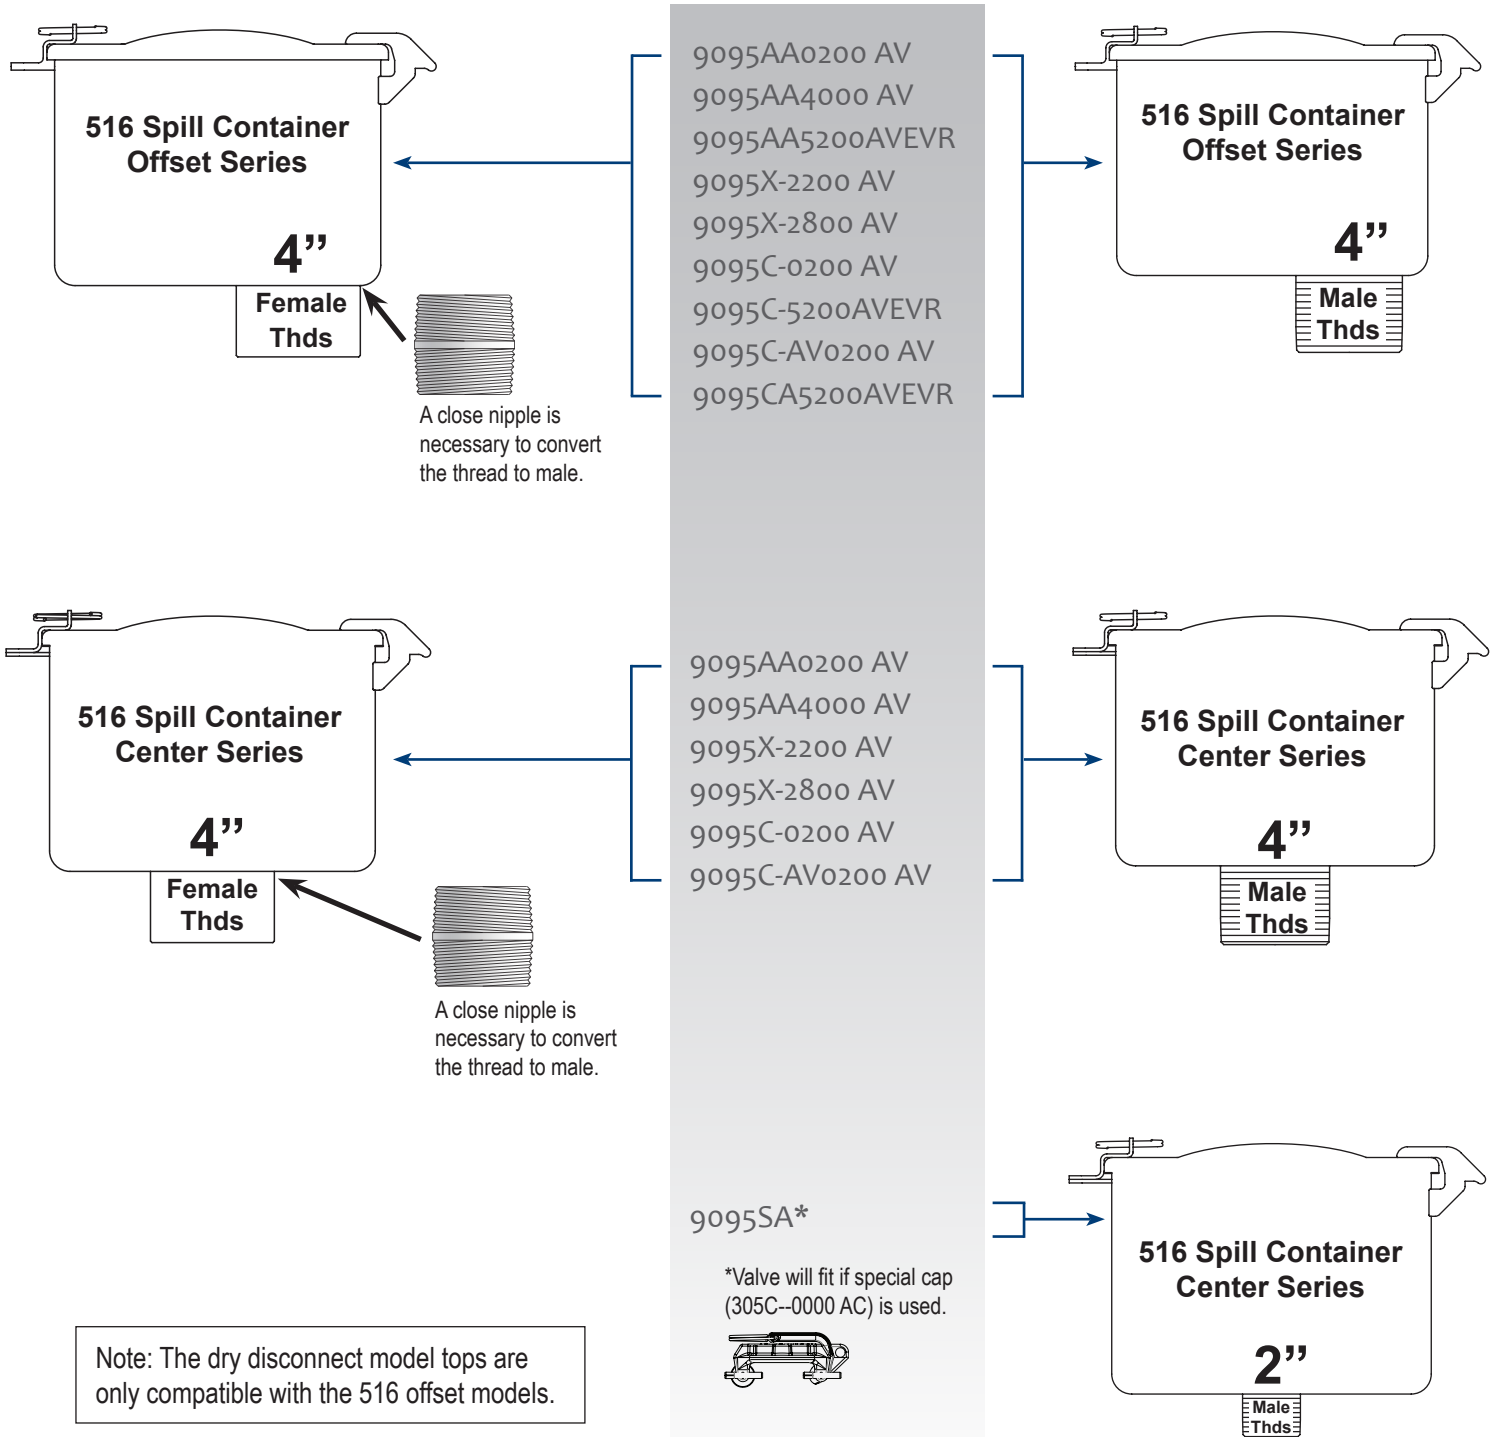 516 Spill Container
Offset Series
4”
Female
Thds
A close nipple is
necessary to convert
the thread to male.
9095AA0200 AV
9095AA4000 AV
9095AA5200AVEVR
9095X-2200 AV
9095X-2800 AV
9095C-0200 AV
9095C-5200AVEVR
9095C-AV0200 AV
9095CA5200AVEVR
516 Spill Container
Offset Series
4”
Male
Thds
516 Spill Container
Center Series
4”
Female
Thds
A close nipple is
necessary to convert
the thread to male.
9095AA0200 AV
9095AA4000 AV
9095X-2200 AV
9095X-2800 AV
9095C-0200 AV
9095C-AV0200 AV
516 Spill Container
Center Series
4”
Male
Thds
9095SA*
*Valve will fit if special cap
(305C--0000 AC) is used.
516 Spill Container
Center Series
2”
Male
Thds
Note: The dry disconnect model tops are
only compatible with the 516 offset models.